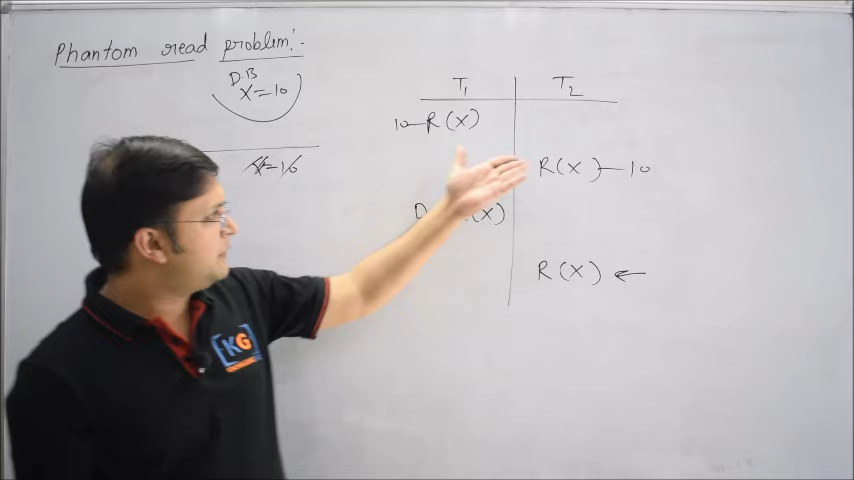 Phantom read problem:-
D.B
X=10
T1 T2
10-R(X)
R(X)-10
(X)
R(X) ←
KG